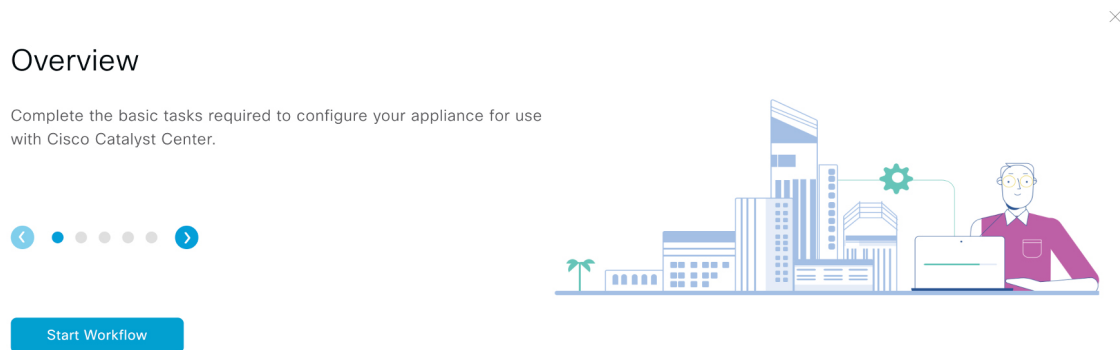 Overview
Complete the basic tasks required to configure your appliance for use
with Cisco Catalyst Center.
Start Workflow